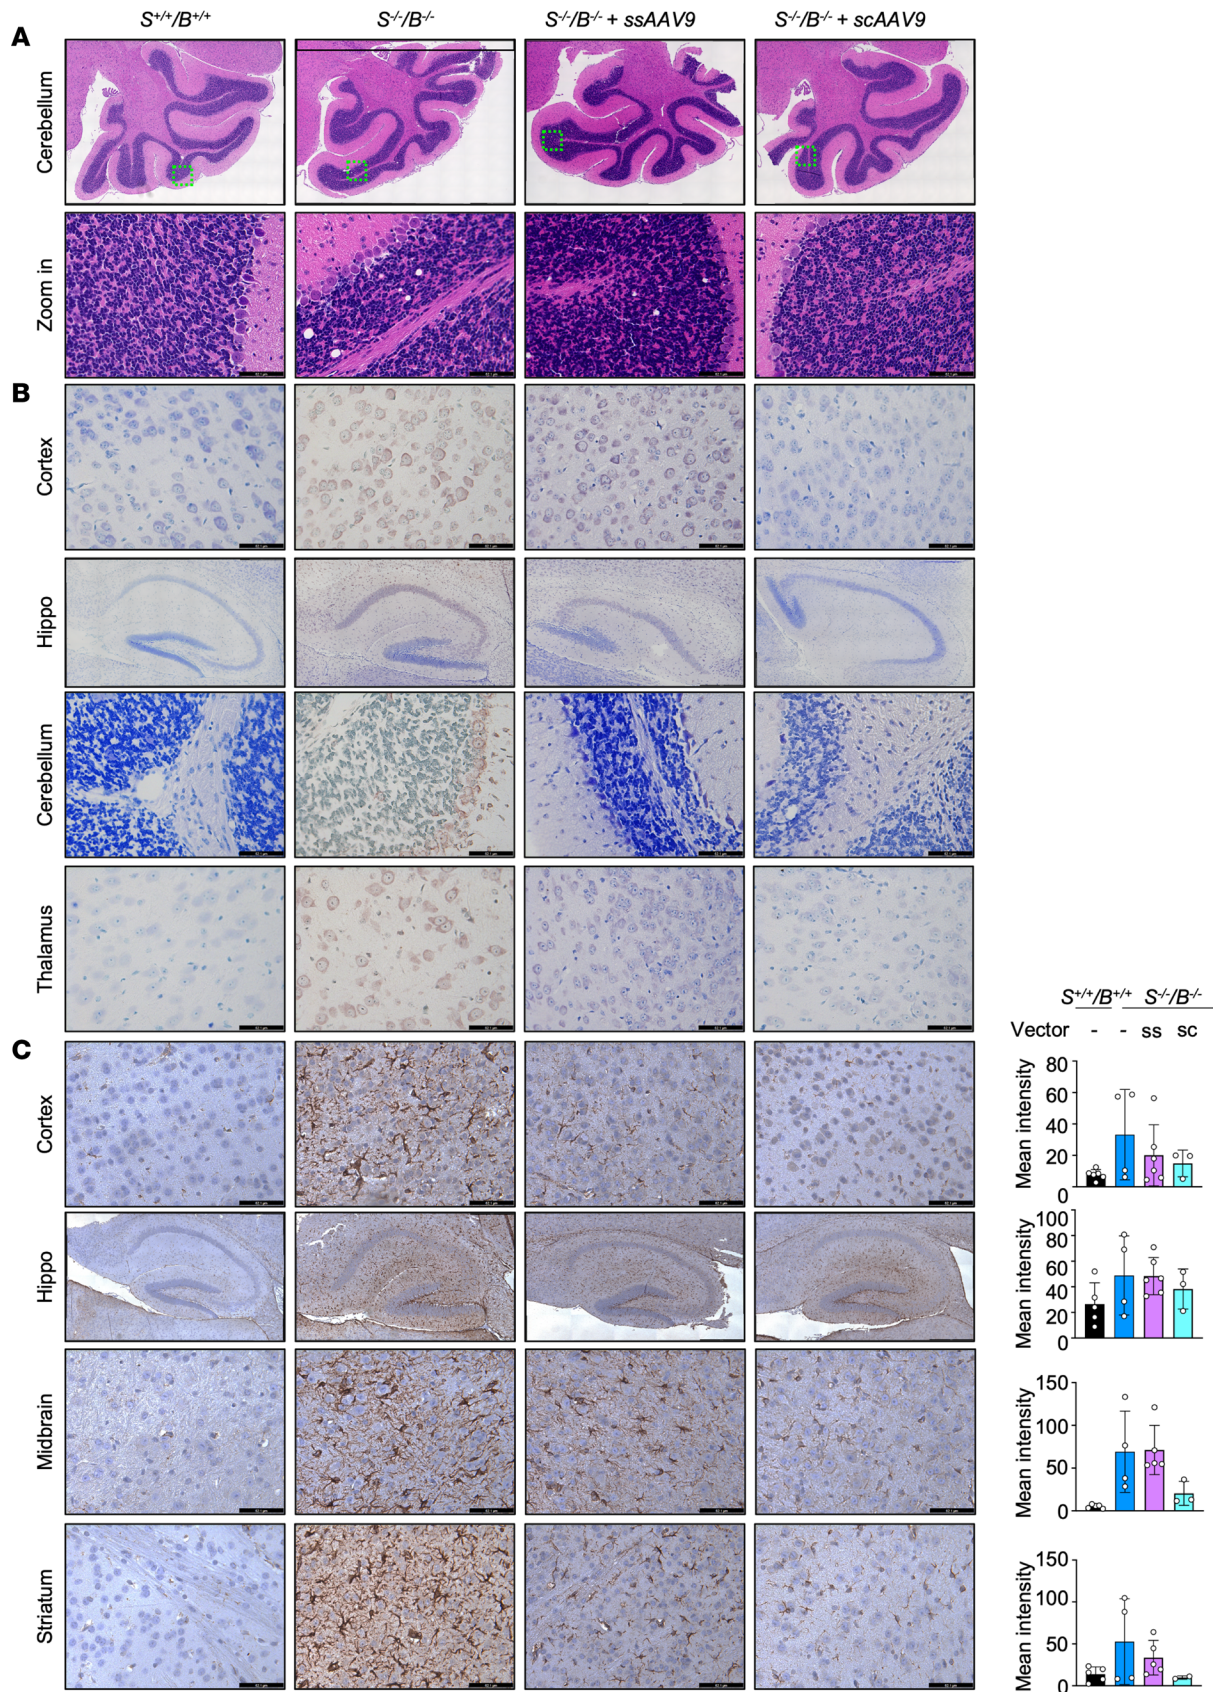 S+/+/B+/+ S-/-/B-/- S-/-/B-/- + ssAAV9 S-/-/B-/- + scAAV9
A
Cerebellum
Zoom in
B
Cortex
Hippo
Cerebellum
Thalamus
S+/+/B+/+ S-/-/B-/-
Vector - - ss sc
C
Cortex
Mean intensity
80
60
40
20
0
Hippo
Mean intensity
100
80
60
40
20
0
Midbrain
Mean intensity
150
100
50
0
Striatum
Mean intensity
150
100
50
0